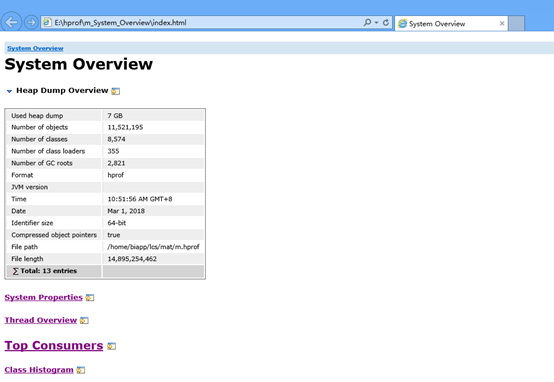 E:\hprof\m_System_Overview\index.html
System Overview
System Overview
System Overview
Heap Dump Overview
Used heap dump 7 GB
Number of objects 11,521,195
Number of classes 8,574
Number of class loaders 355
Number of GC roots 2,821
Format hprof
JVM version
Time 10:51:56 AM GMT+8
Date Mar 1, 2018
Identifier size 64-bit
Compressed object pointers true
File path /home/biapp/lcs/mat/m.hprof
File length 14,895,254,462
∑ Total: 13 entries
System Properties
Thread Overview
Top Consumers
Class Histogram